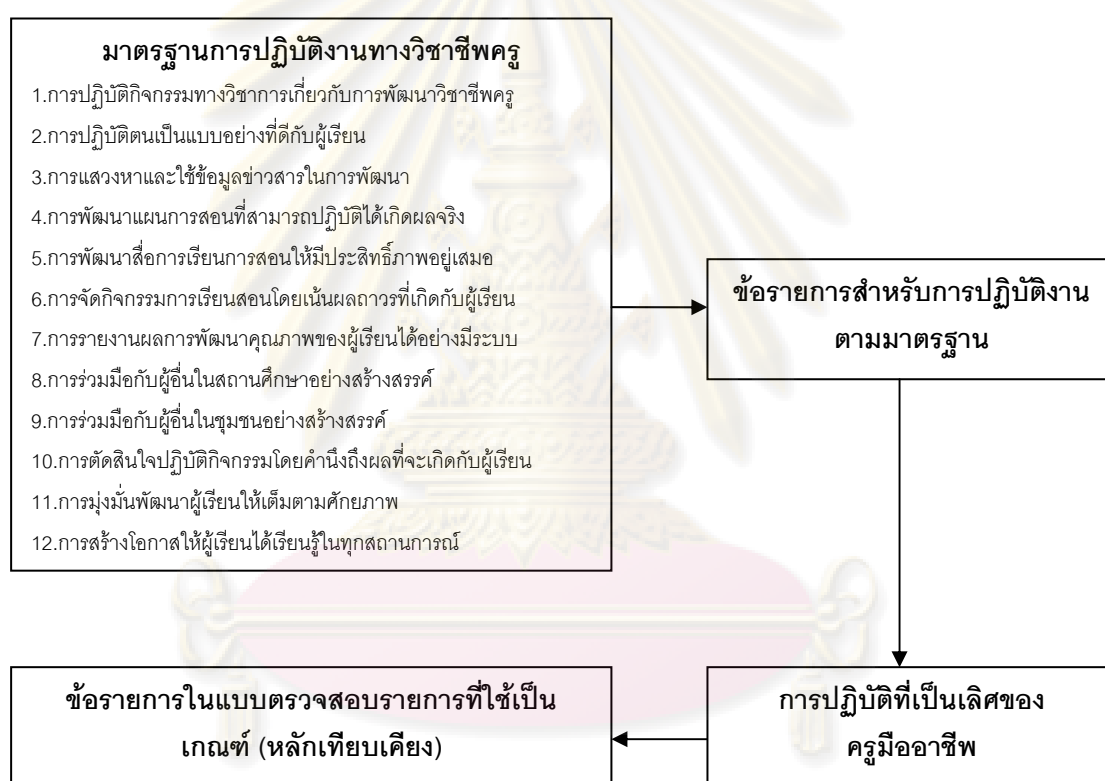 มาตรฐานการปฏิบัติงานทางวิชาชีพครู
1.การปฏิบัติกิจกรรมทางวิชาการเกี่ยวกับการพัฒนาวิชาชีพครู
2.การปฏิบัติตนเป็นแบบอย่างที่ดีกับผู้เรียน
3.การแสวงหาและใช้ข้อมูลข่าวสารในการพัฒนา
4.การพัฒนาแผนการสอนที่สามารถปฏิบัติได้เกิดผลจริง
5.การพัฒนาสื่อการเรียนการสอนให้มีประสิทธิ์ภาพอยู่เสมอ
6.การจัดกิจกรรมการเรียนสอนโดยเน้นผลถาวรที่เกิดกับผู้เรียน
7.การรายงานผลการพัฒนาคุณภาพของผู้เรียนได้อย่างมีระบบ
8.การร่วมมือกับผู้อื่นในสถานศึกษาอย่างสร้างสรรค์
9.การร่วมมือกับผู้อื่นในชุมชนอย่างสร้างสรรค์
10.การตัดสินใจปฏิบัติกิจกรรมโดยคำนึงถึงผลที่จะเกิดกับผู้เรียน
11.การมุ่งมั่นพัฒนาผู้เรียนให้เต็มตามศักยภาพ
12.การสร้างโอกาสให้ผู้เรียนได้เรียนรู้ในทุกสถานการณ์
ข้อรายการสำหรับการปฏิบัติงาน
ตามมาตรฐาน
การปฏิบัติที่เป็นเลิศของ
ครูมืออาชีพ
ข้อรายการในแบบตรวจสอบรายการที่ใช้เป็น
เกณฑ์ (หลักเทียบเคียง)